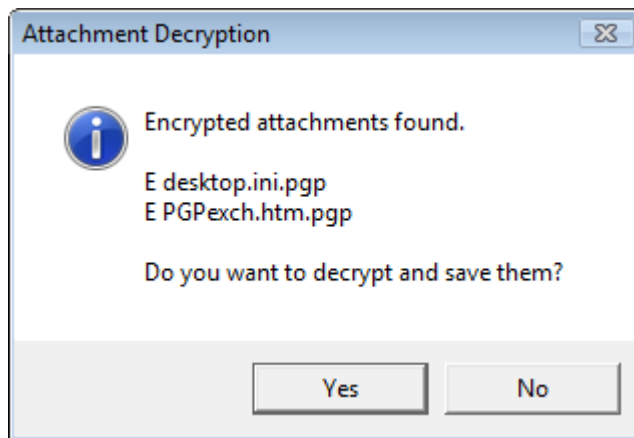 Attachment Decryption
Encrypted attachments found.
E desktop.ini.pgp
E PGPexch.htm.pgp
Do you want to decrypt and save them?
Yes
No